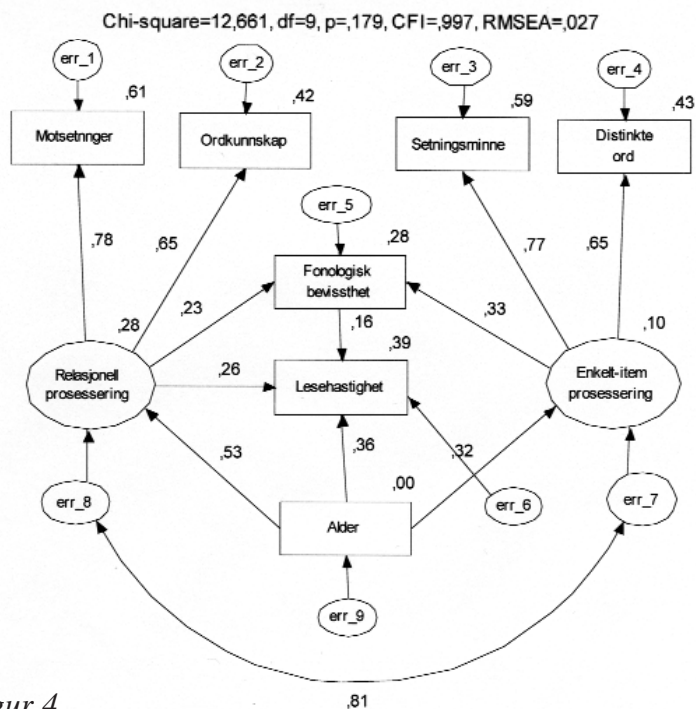 Chi-square=12,661, df=9, p=,179, CFI=,997, RMSEA=,027
err_1
err_2
err_3
err_4
,61
,42
,59
,43
Motsetnnger
Ordkunnskap
Setningsminne
Distinkte
ord
err_5
,78
,65
,28
,77
,65
Fonologisk
bevissthet
,28
,23
,33
,10
,16
,39
Relasjonell
prosessering
,26
Lesehastighet
Enkelt-item
prosessering
,53
,36
,32
,00
err_8
Alder
err_6
err_7
err_9
,81
gur 4